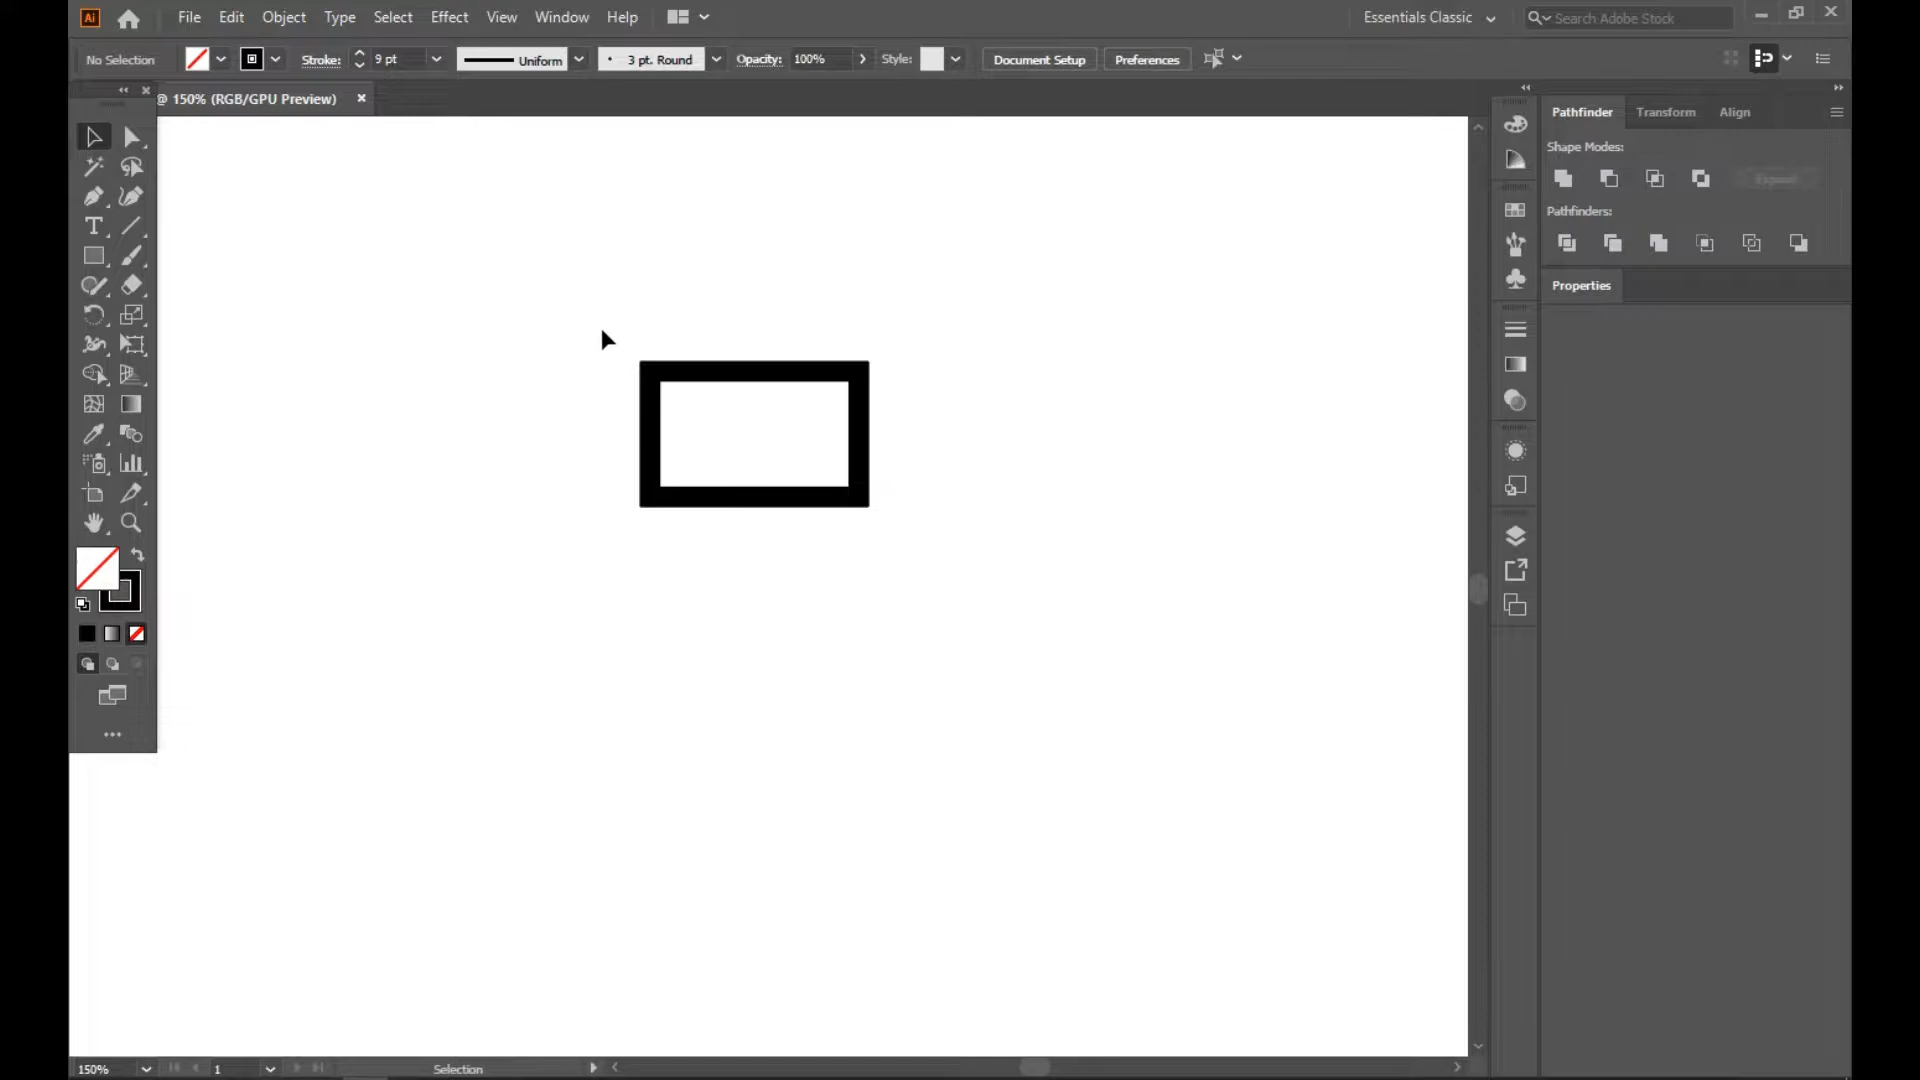 Ai File Edit Object Type Select Effect View Window Help Essentials Classic Search Adobe Stock
No Selection Stroke: 9 pt Uniform 3 pt. Round Opacity: 100% Style: Document Setup Preferences
@ 150% (RGB/GPU Preview)
Pathfinder Transform Align
Shape Modes:
Expand
Pathfinders:
Properties
150% 1 Selection